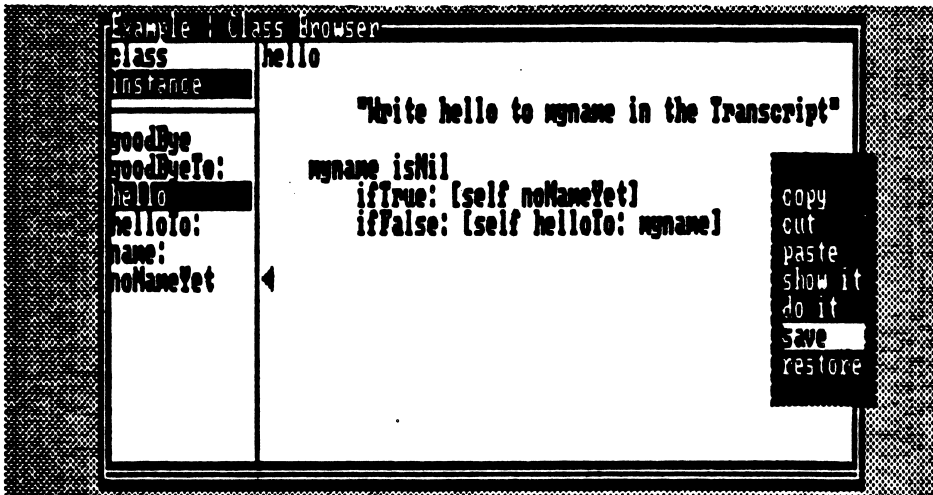 Example : Class Browser
class
instance
goodBye
goodByeTo:
hello
helloTo:
name:
noNameYet
hello
"Write hello to myname in the Transcript"
myname isNil
ifTrue: [self noNameYet]
ifFalse: [self helloTo: myname]
copy
cut
paste
show it
do it
save
restore